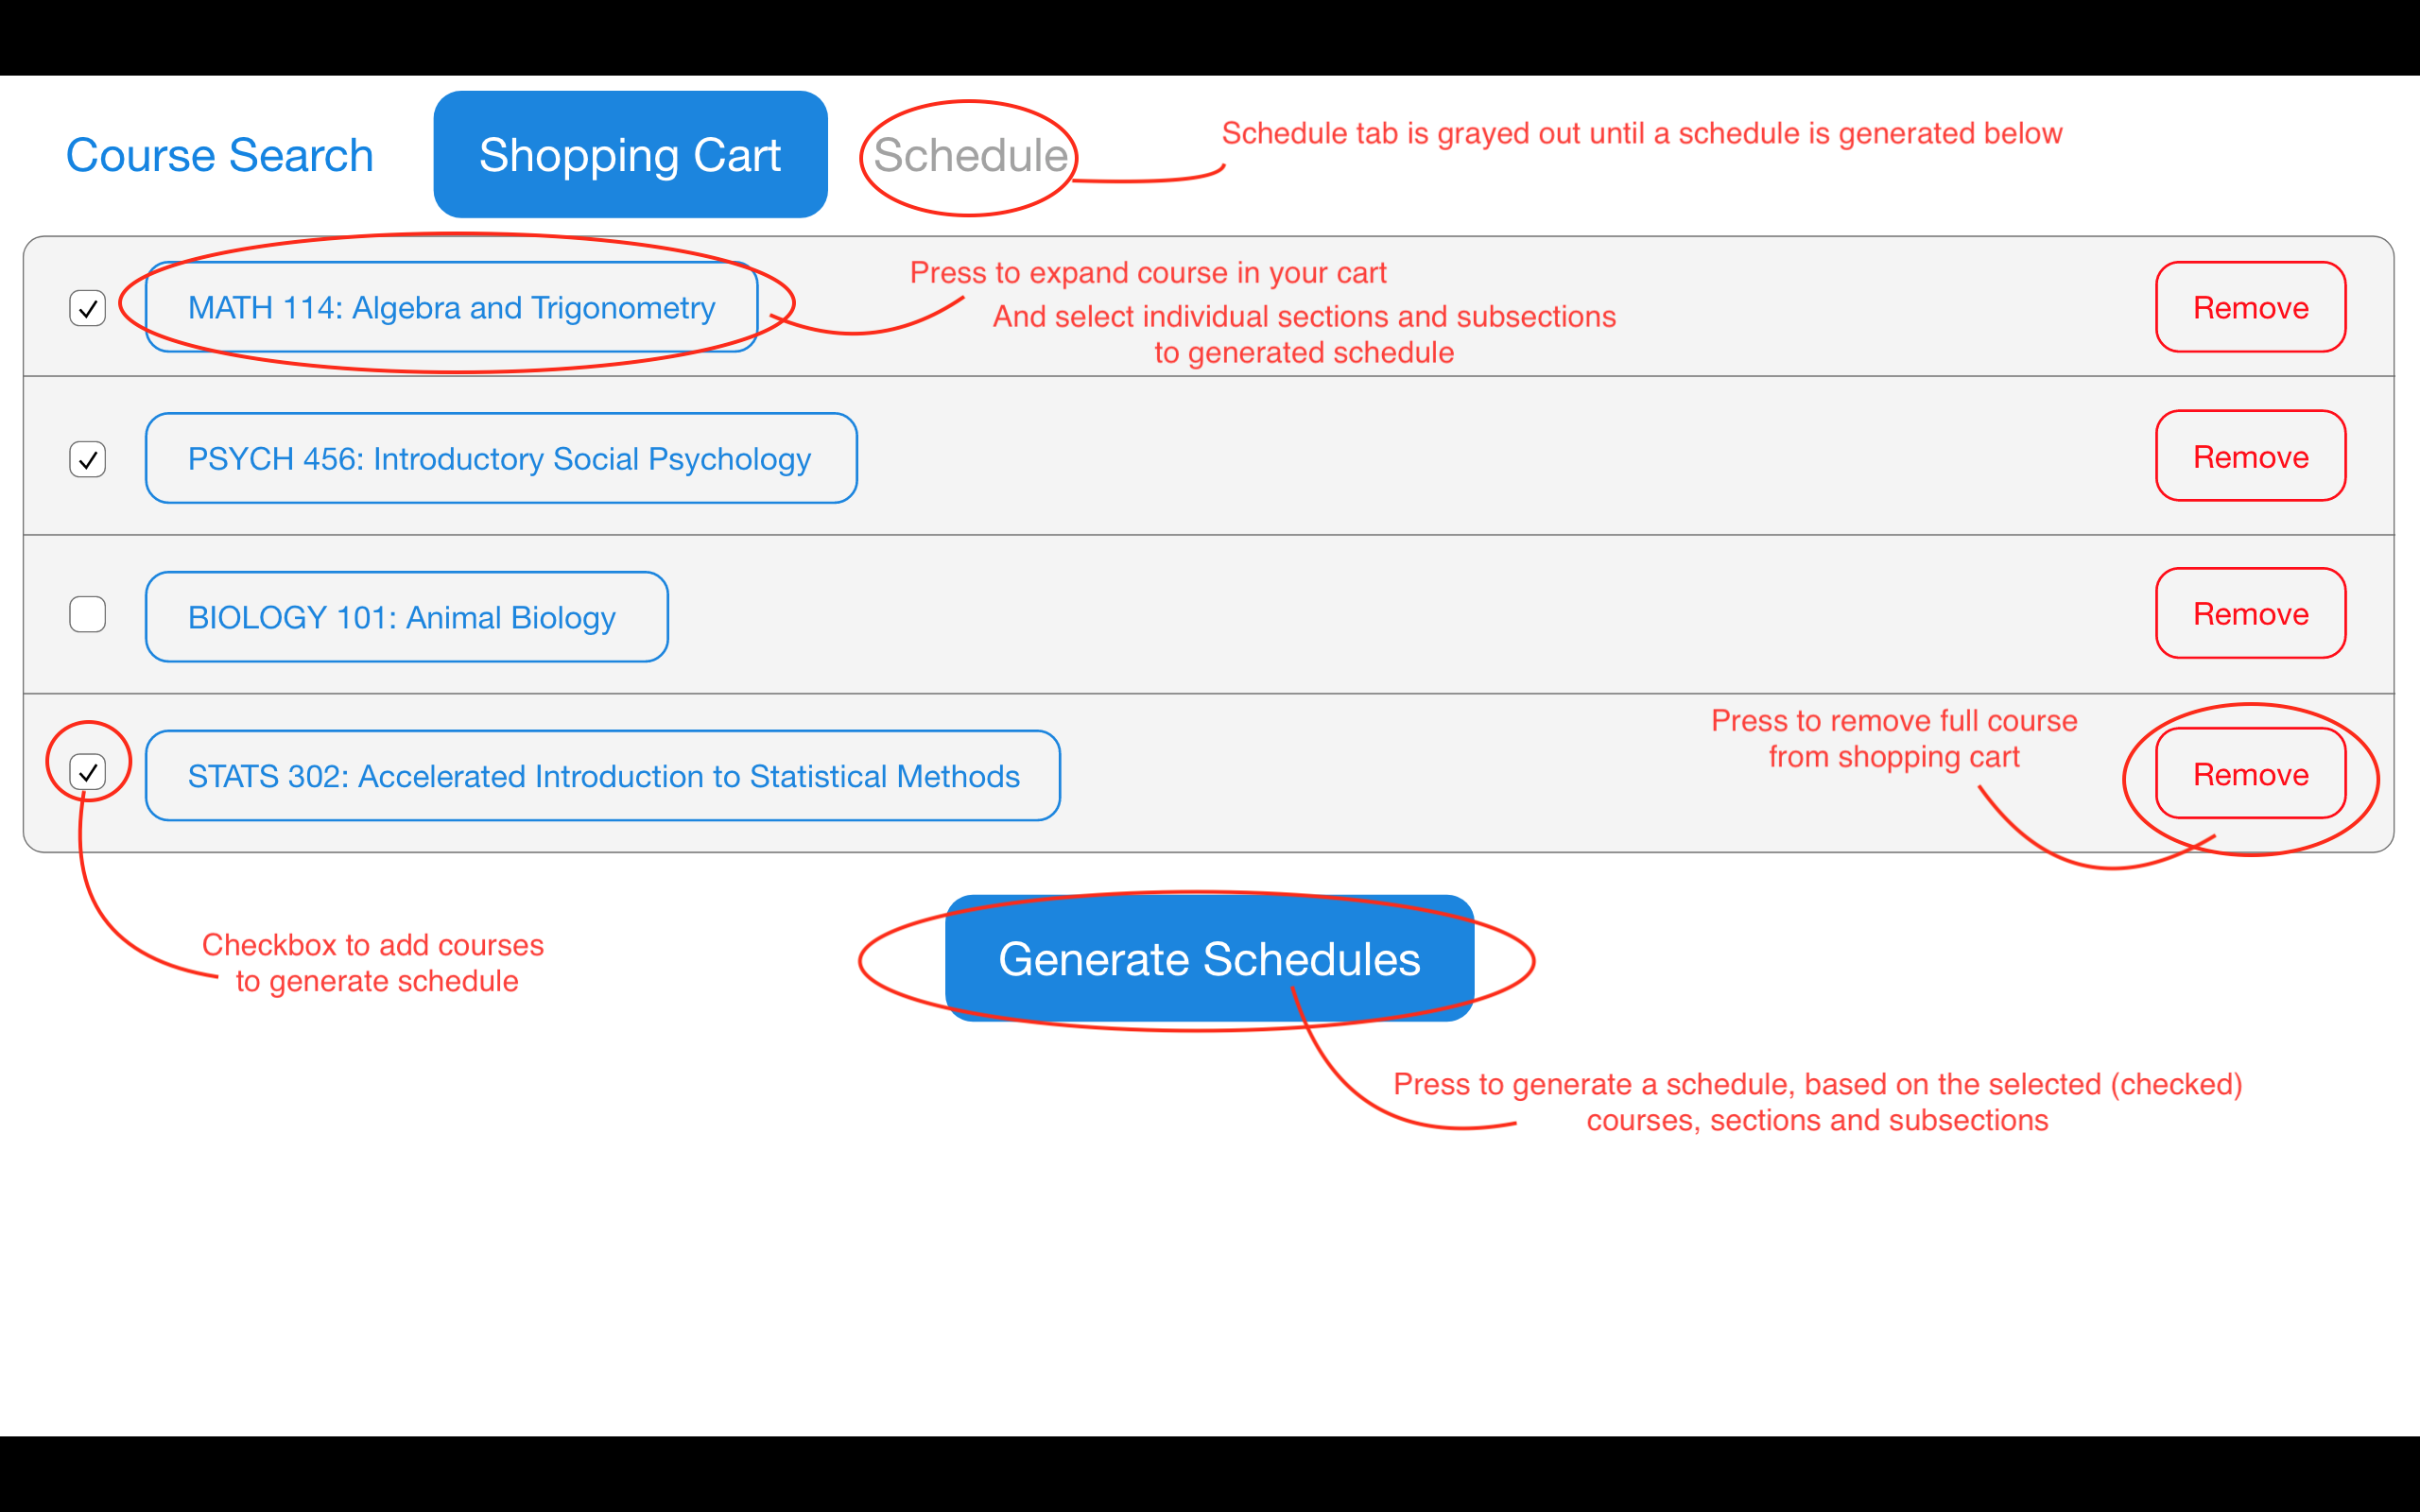 Course Search
Shopping Cart
Schedule
Schedule tab is grayed out until a schedule is generated below
MATH 114: Algebra and Trigonometry
Press to expand course in your cart
And select individual sections and subsections
to generated schedule
Remove
PSYCH 456: Introductory Social Psychology
Remove
BIOLOGY 101: Animal Biology
Remove
STATS 302: Accelerated Introduction to Statistical Methods
Press to remove full course
from shopping cart
Remove
Checkbox to add courses
to generate schedule
Generate Schedules
Press to generate a schedule, based on the selected (checked)
courses, sections and subsections